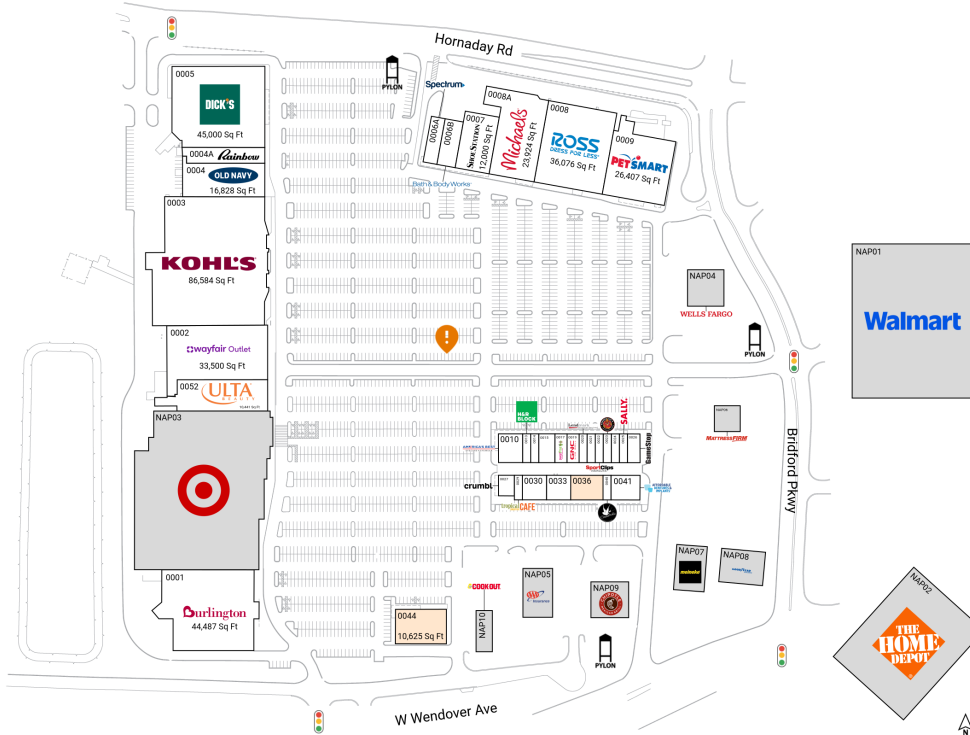 Hornaday Rd
PYLON
0005
DICK'S
45,000 Sq Ft
0004A
Rainbow
0004
OLD NAVY
16,828 Sq Ft
0003
KOHL'S
86,584 Sq Ft
0002
wayfair Outlet
33,500 Sq Ft
0052
ULTA
BEAUTY
NAP03
0001
Burlington
44,487 Sq Ft
Spectrum
0006A
0006B
0007
SHOE STATION
12,000 Sq Ft
0008A
Michaels
23,924 Sq Ft
0008
ROSS
DRESS FOR LESS
36,076 Sq Ft
0009
PETSMART
26,407 Sq Ft
Bath & Body Works
NAP04
WELLS FARGO
PYLON
NAP01
Walmart
!
H&R
BLOCK
SALLY
0010
GNC
GameStop
SportClips
MATTRESS FIRM
Bridford Pkwy
crumbl
0030
0033
0036
0041
CAFE
NAP07
meineke
NAP08
NAP02
THE
HOME
DEPOT
COOK OUT
NAP05
NAP09
NAP10
0044
10,625 Sq Ft
PYLON
W Wendover Ave
N